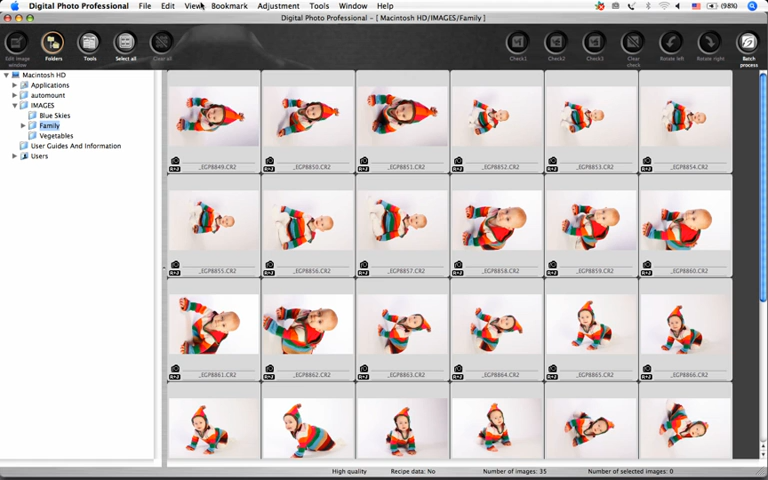 Digital Photo Professional File Edit View Bookmark Adjustment Tools Window Help (98%)
Digital Photo Professional – [ Macintosh HD/IMAGES/Family ]
Edit image window Folders Tools Select all Clear all Check1 Check2 Check3 Clear check Rotate left Rotate right Batch process
Macintosh HD
Applications
automount
IMAGES
Blue Skies
Family
Vegetables
User Guides And Information
Users
_EGP8849.CR2 _EGP8850.CR2 _EGP8851.CR2 _EGP8852.CR2 _EGP8853.CR2 _EGP8854.CR2
_EGP8855.CR2 _EGP8856.CR2 _EGP8857.CR2 _EGP8858.CR2 _EGP8859.CR2 _EGP8860.CR2
_EGP8861.CR2 _EGP8862.CR2 _EGP8863.CR2 _EGP8864.CR2 _EGP8865.CR2 _EGP8866.CR2
High quality Recipe data: No Number of images: 35 Number of selected images: 0